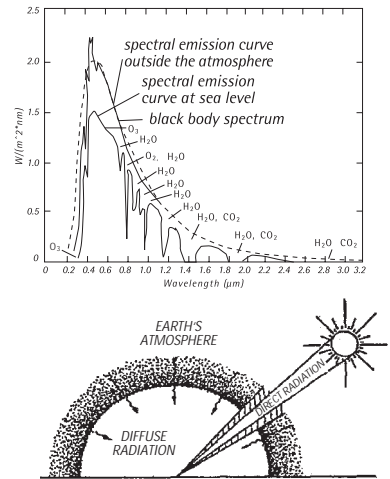 2.5
W/(m^2*nm)
2.0
1.5
1.0
0.5
0
spectral emission curve
outside the atmosphere
spectral emission
curve at sea level
black body spectrum
O3
H2O
O2, H2O
H2O
H2O
H2O
H2O
H2O, CO2
H2O, CO2
H2O CO2
O3
0 0.2 0.4 0.6 0.8 1.0 1.2 1.4 1.6 1.8 2.0 2.2 2.4 2.6 2.8 3.0 3.2
Wavelength (µm)
EARTH'S
ATMOSPHERE
DIRECT RADIATION
DIFFUSE
RADIATION